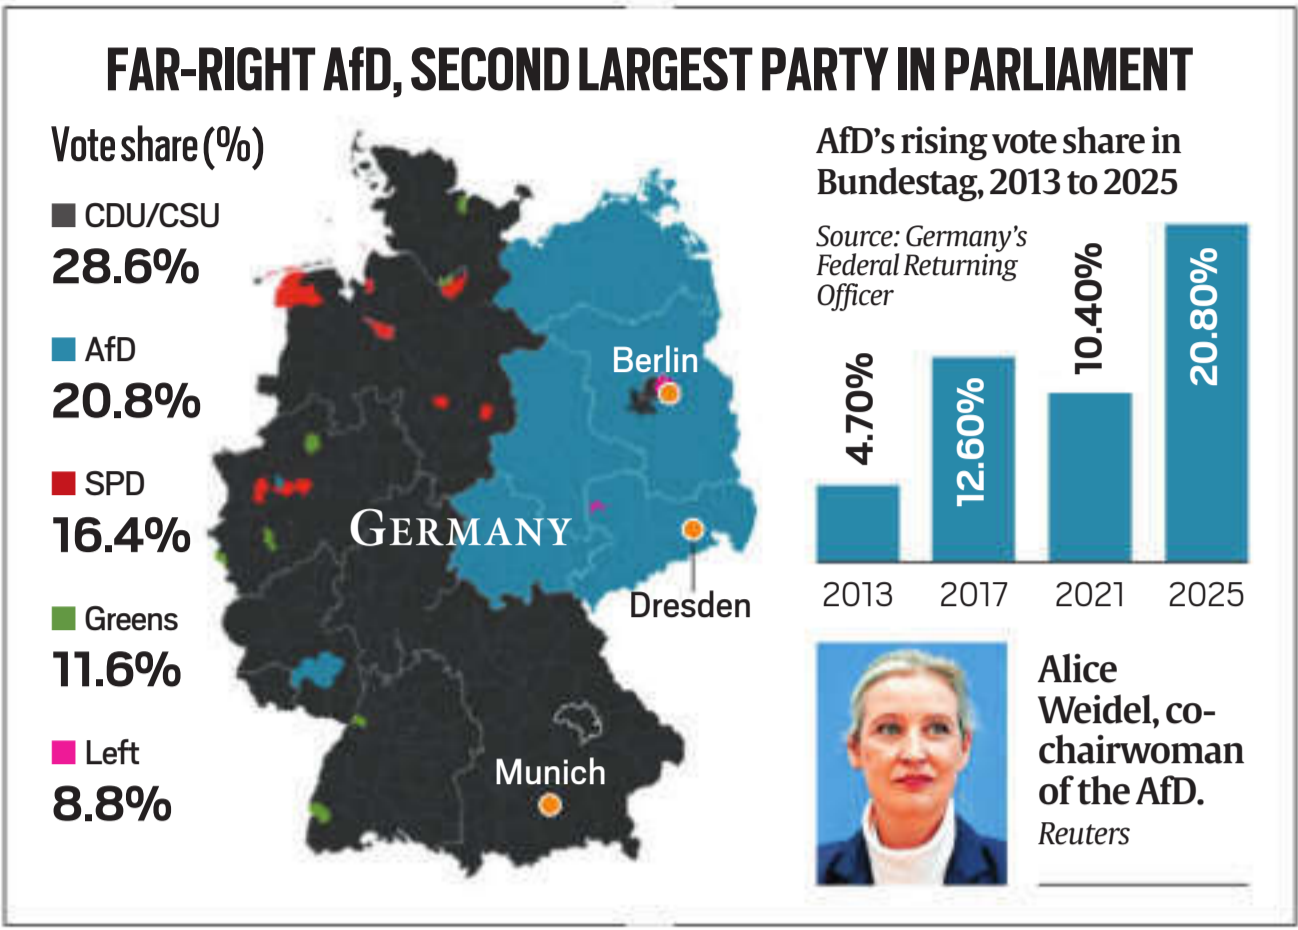 FAR-RIGHT AfD, SECOND LARGEST PARTY IN PARLIAMENT
Vote share (%)
CDU/CSU
28.6%
AfD
20.8%
SPD
16.4%
Greens
11.6%
Left
8.8%
Berlin
GERMANY
Dresden
Munich
AfD's rising vote share in
Bundestag, 2013 to 2025
Source: Germany's
Federal Returning
Officer
4.70%
12.60%
10.40%
20.80%
2013
2017
2021
2025
Alice
Weidel, co-
chairwoman
of the AfD.
Reuters